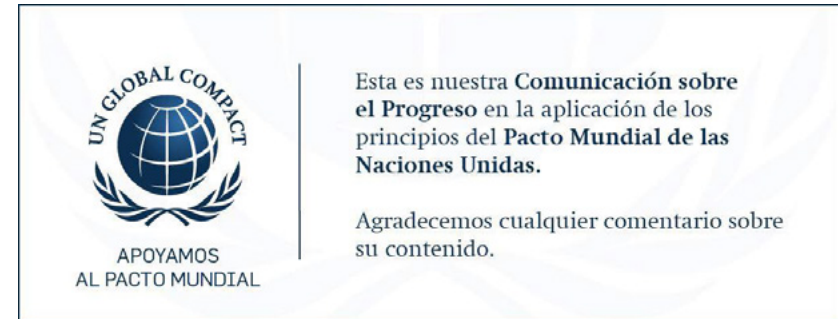 UN GLOBAL COMPACT
APOYAMOS
AL PACTO MUNDIAL
Esta es nuestra Comunicación sobre
el Progreso en la aplicación de los
principios del Pacto Mundial de las
Naciones Unidas.
Agradecemos cualquier comentario sobre
su contenido.